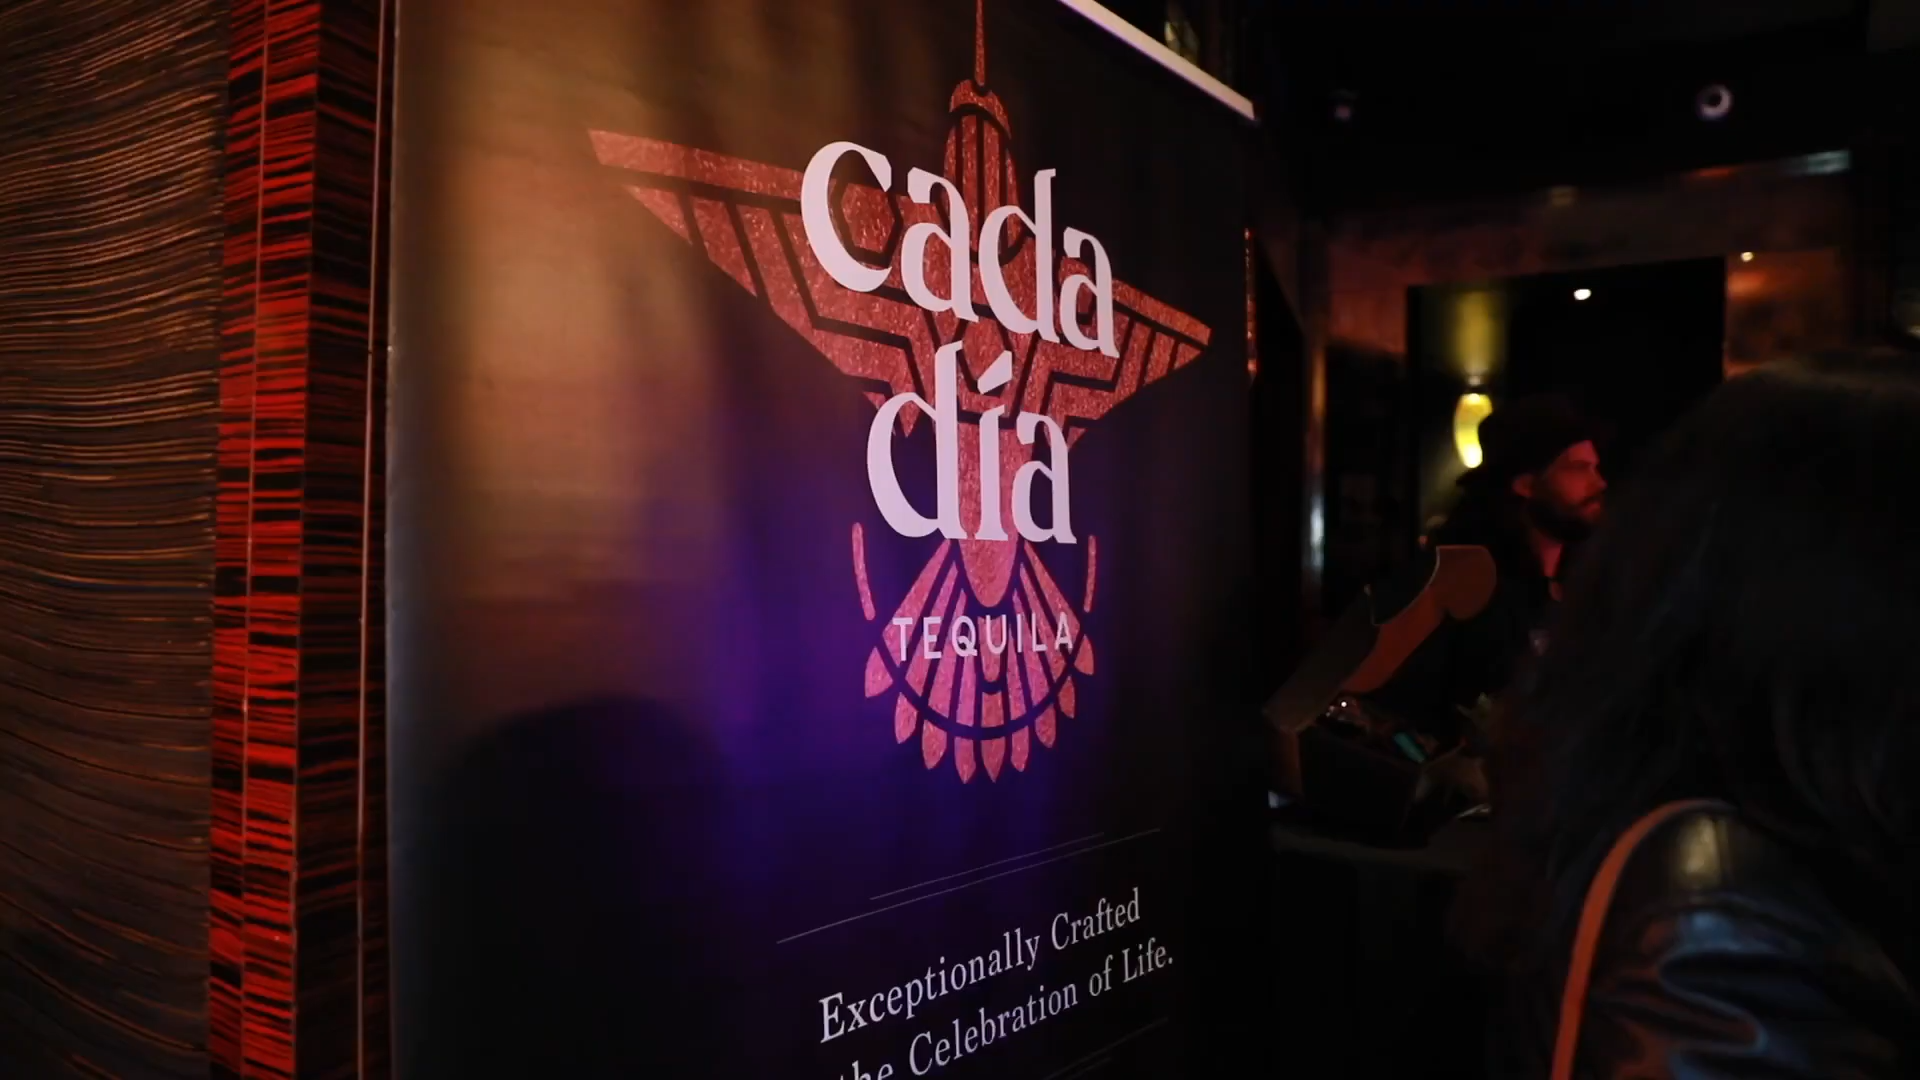 cada
día
TEQUILA
Exceptionally Crafted
the Celebration of Life.